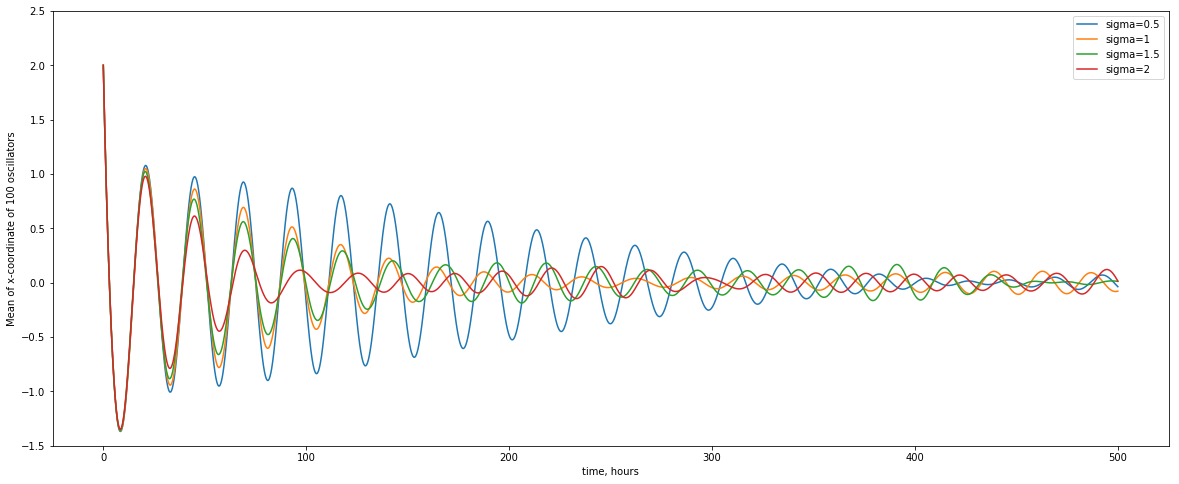 2.5
2.0
1.5
1.0
0.5
0.0
−0.5
−1.0
−1.5
Mean of x-coordinate of 100 oscillators
sigma=0.5
sigma=1
sigma=1.5
sigma=2
0
100
200
300
400
500
time, hours